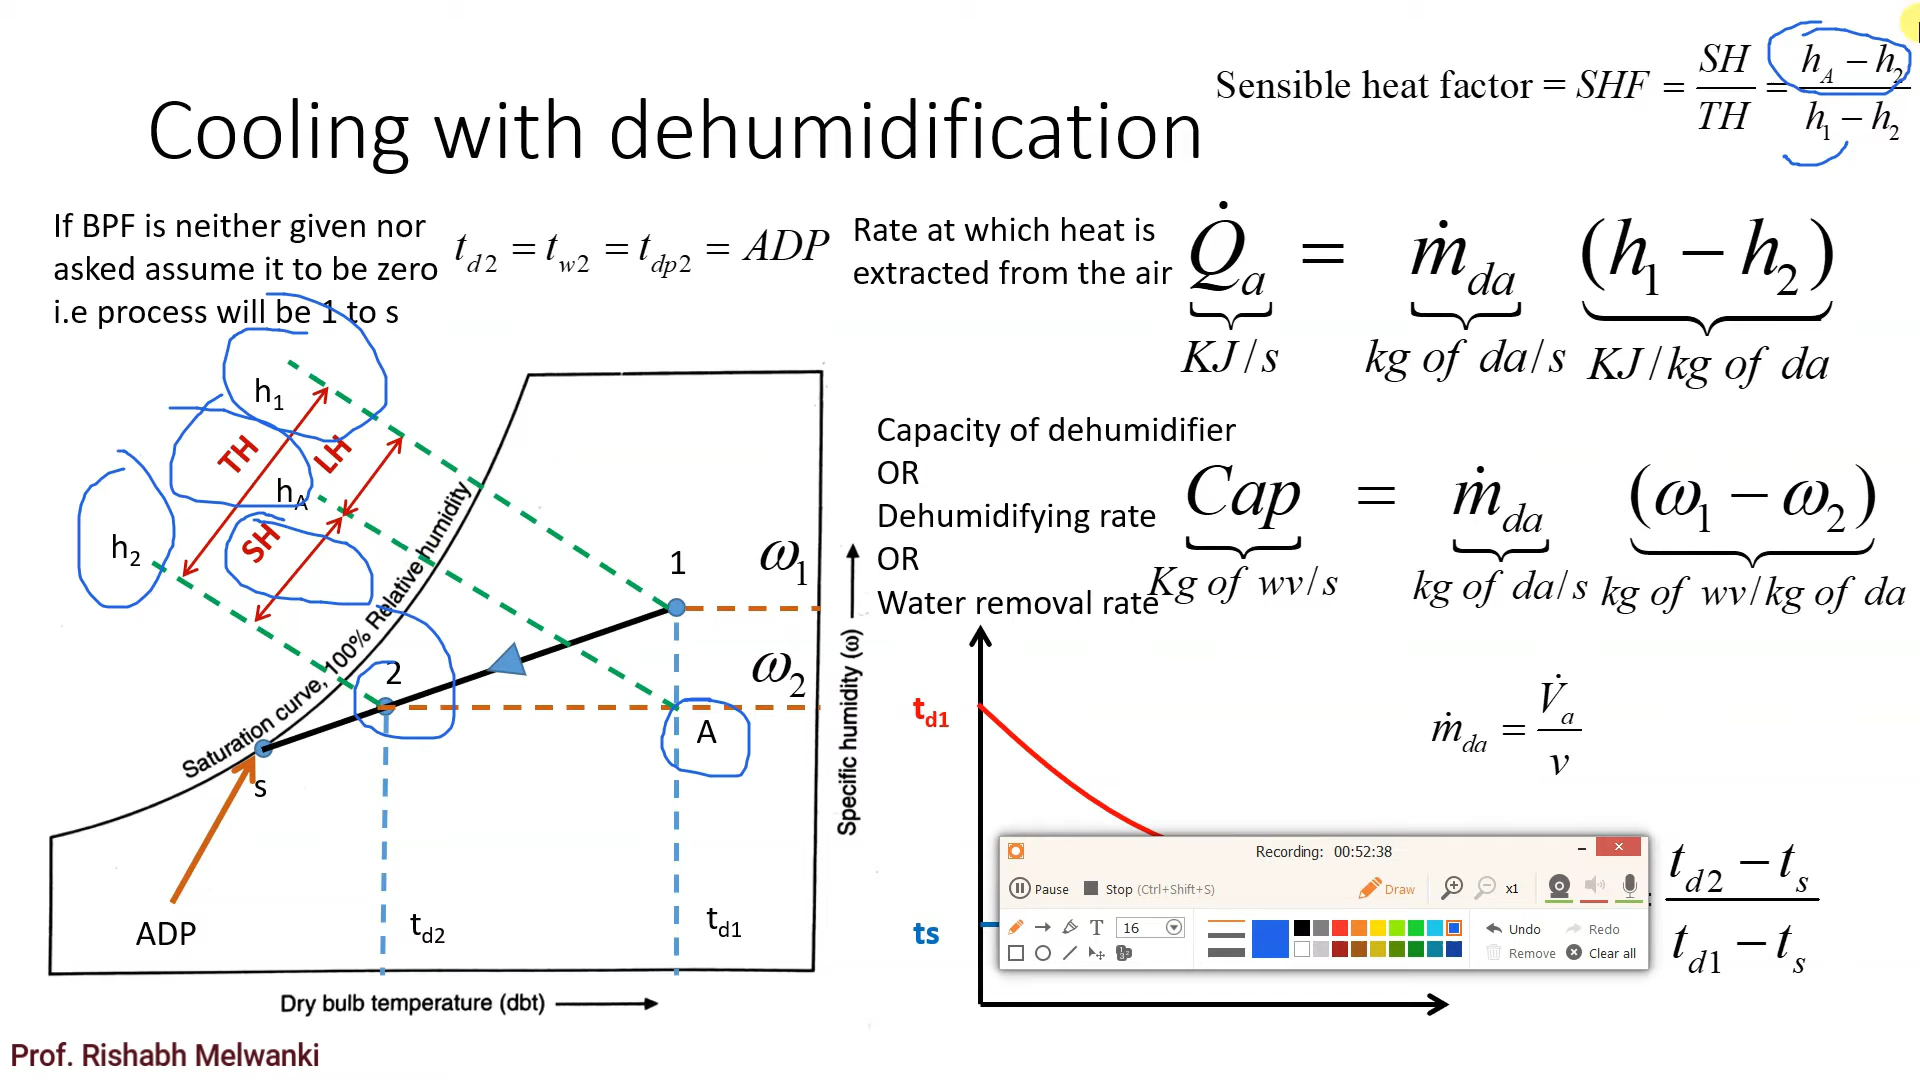 Sensible heat factor = SHF = SH/TH = (h_A − h_2)/(h_1 − h_2)
Cooling with dehumidification
If BPF is neither given nor
asked assume it to be zero
i.e process will be 1 to s
t_d2 = t_w2 = t_dp2 = ADP
Rate at which heat is
extracted from the air
Q̇_a = ṁ_da (h_1 − h_2)
KJ/s kg of da/s KJ/kg of da
Capacity of dehumidifier
OR
Dehumidifying rate
OR
Water removal rate
Cap = ṁ_da (ω_1 − ω_2)
Kg of wv/s kg of da/s kg of wv/kg of da
h_1
TH
LH
h_A
SH
h_2
Saturation curve, 100% Relative humidity
1
2
A
s
ω_1
ω_2
Specific humidity (ω)
ADP
t_d2
t_d1
Dry bulb temperature (dbt)
t_d1
ts
ṁ_da = V̇_a/v
(t_d2 − t_s)/(t_d1 − t_s)
Recording: 00:52:38
Pause Stop (Ctrl+Shift+S) Draw x1
T 16 Undo Redo
Remove Clear all
Prof. Rishabh Melwanki